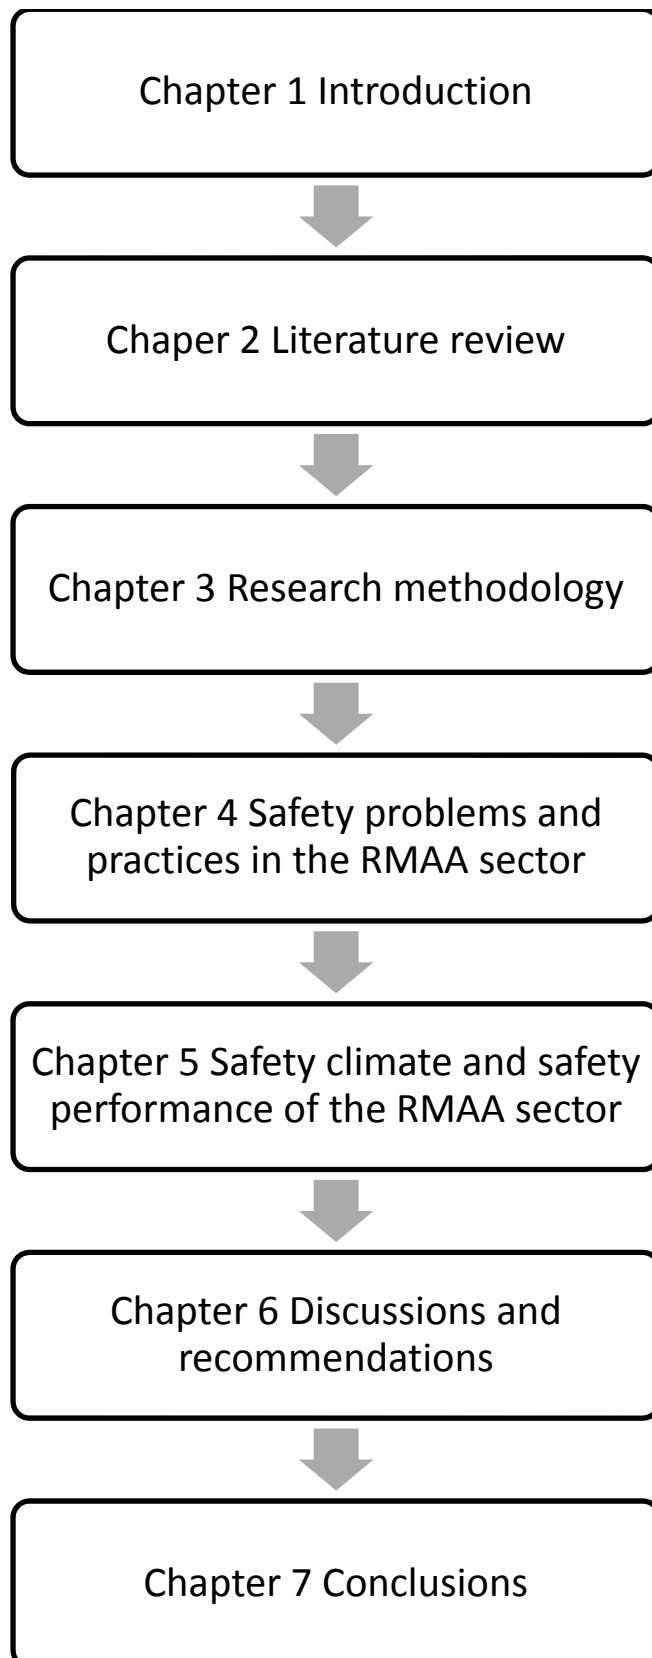 Chapter 1 Introduction
Chaper 2 Literature review
Chapter 3 Research methodology
Chapter 4 Safety problems and
practices in the RMAA sector
Chapter 5 Safety climate and safety
performance of the RMAA sector
Chapter 6 Discussions and
recommendations
Chapter 7 Conclusions